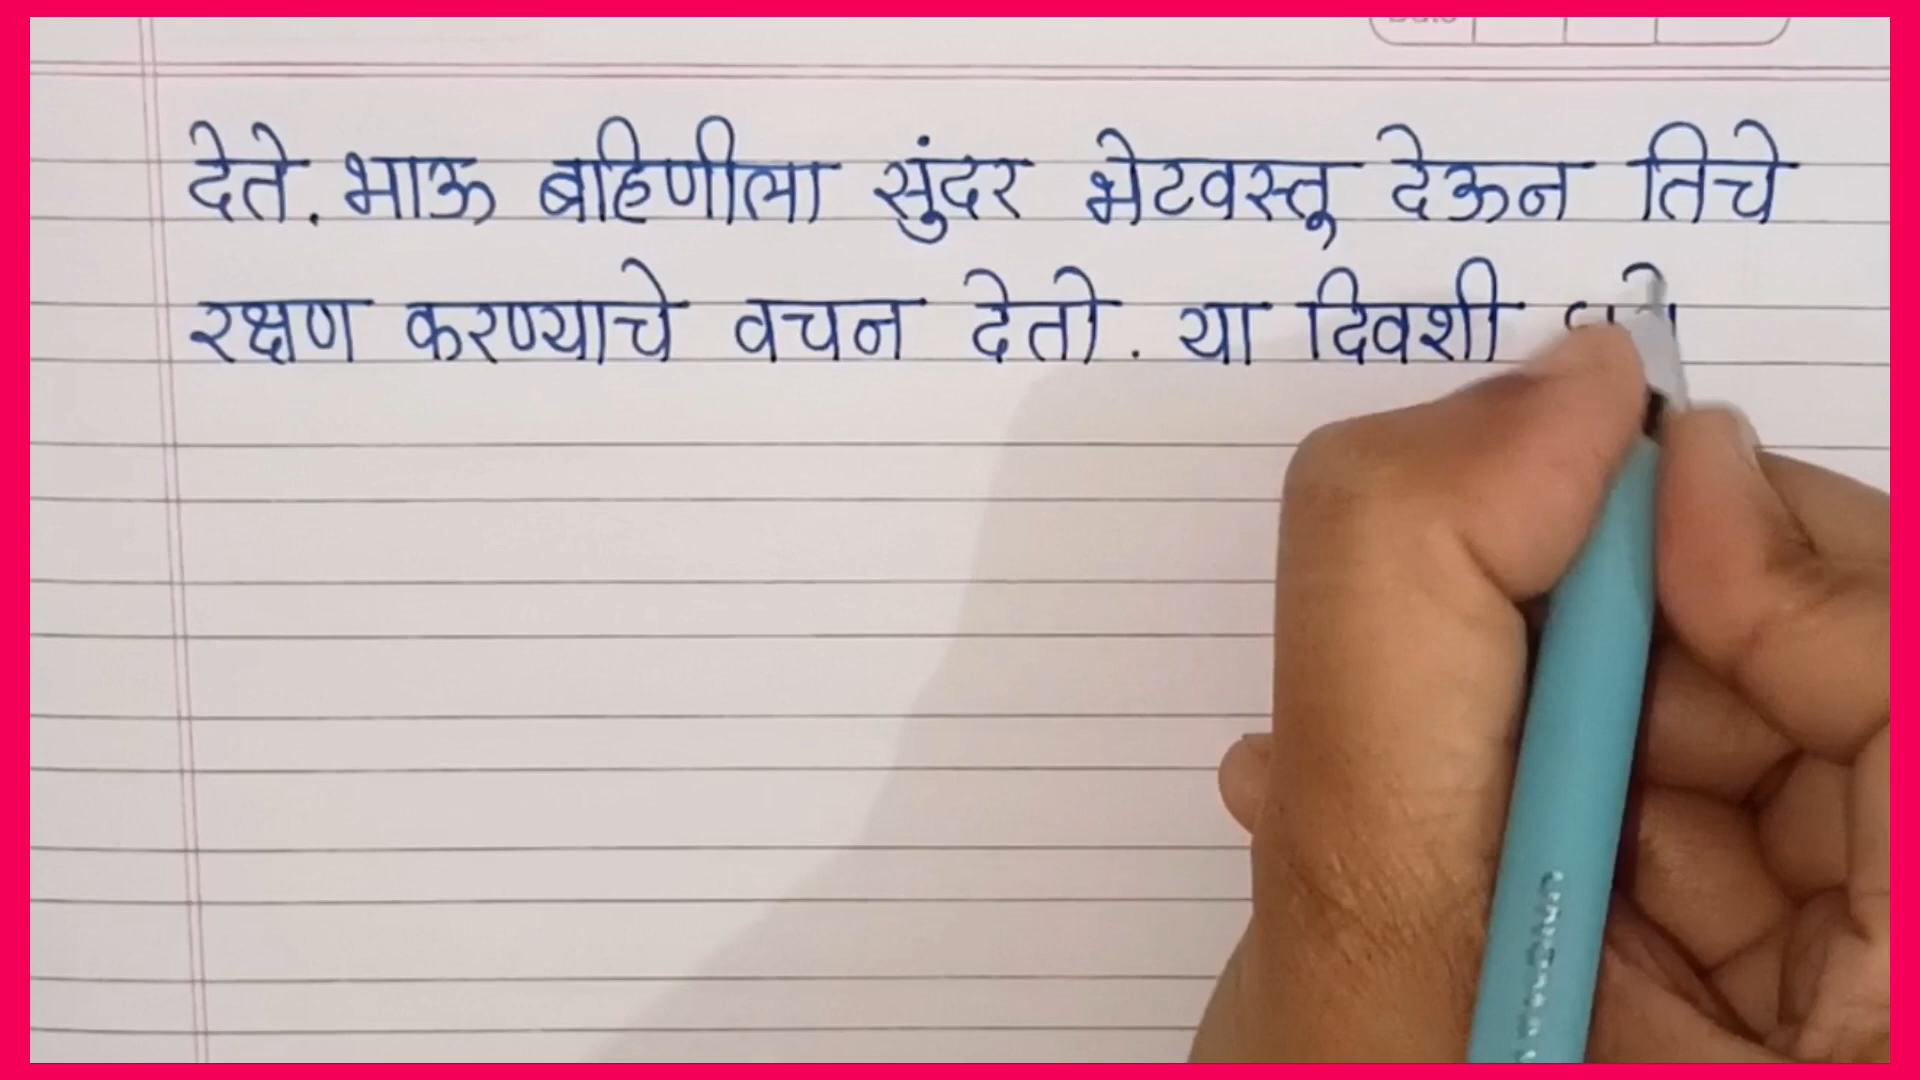 देते. भाऊ बहिणीला सुंदर भेटवस्तू देऊन तिचे
रक्षण करण्याचे वचन देतो. या दिवशी